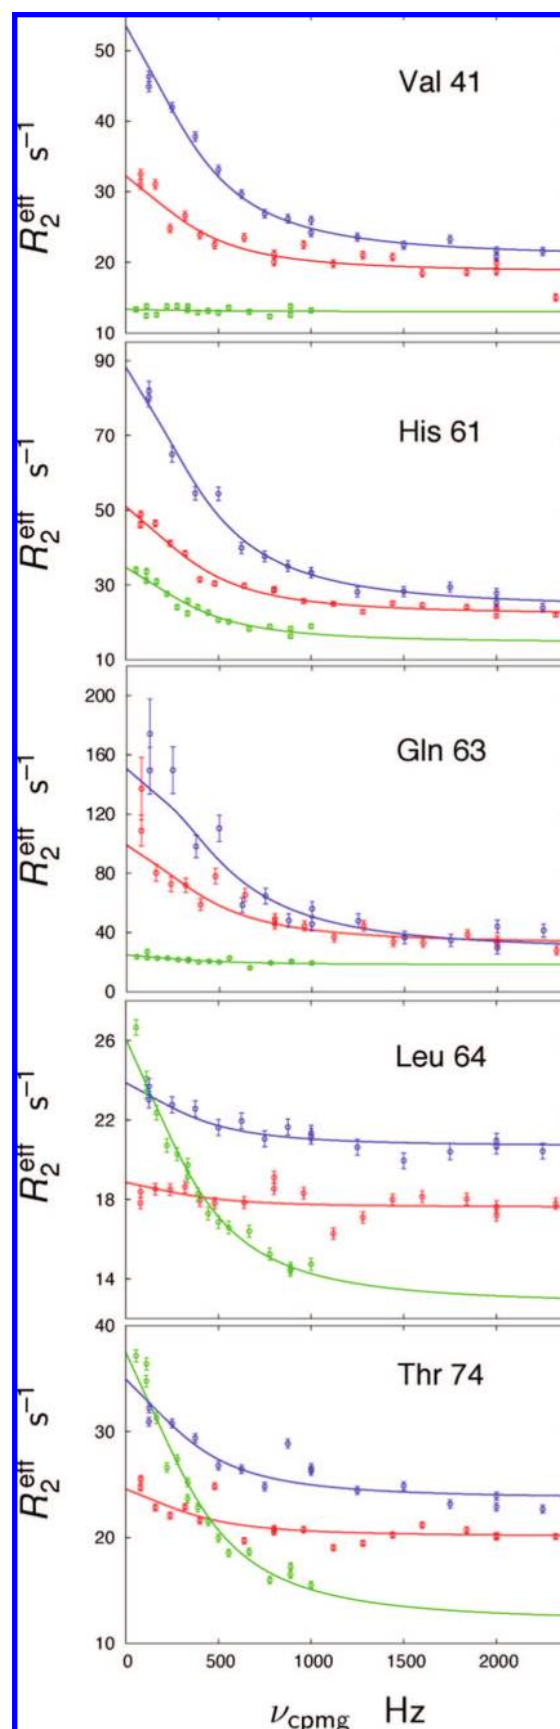 50
40
30
20
10
R₂ᵉᶠᶠ s⁻¹
Val 41
90
70
50
30
10
R₂ᵉᶠᶠ s⁻¹
His 61
200
160
120
80
40
0
R₂ᵉᶠᶠ s⁻¹
Gln 63
26
22
18
14
R₂ᵉᶠᶠ s⁻¹
Leu 64
40
30
20
10
R₂ᵉᶠᶠ s⁻¹
Thr 74
0 500 1000 1500 2000
νcpmg Hz